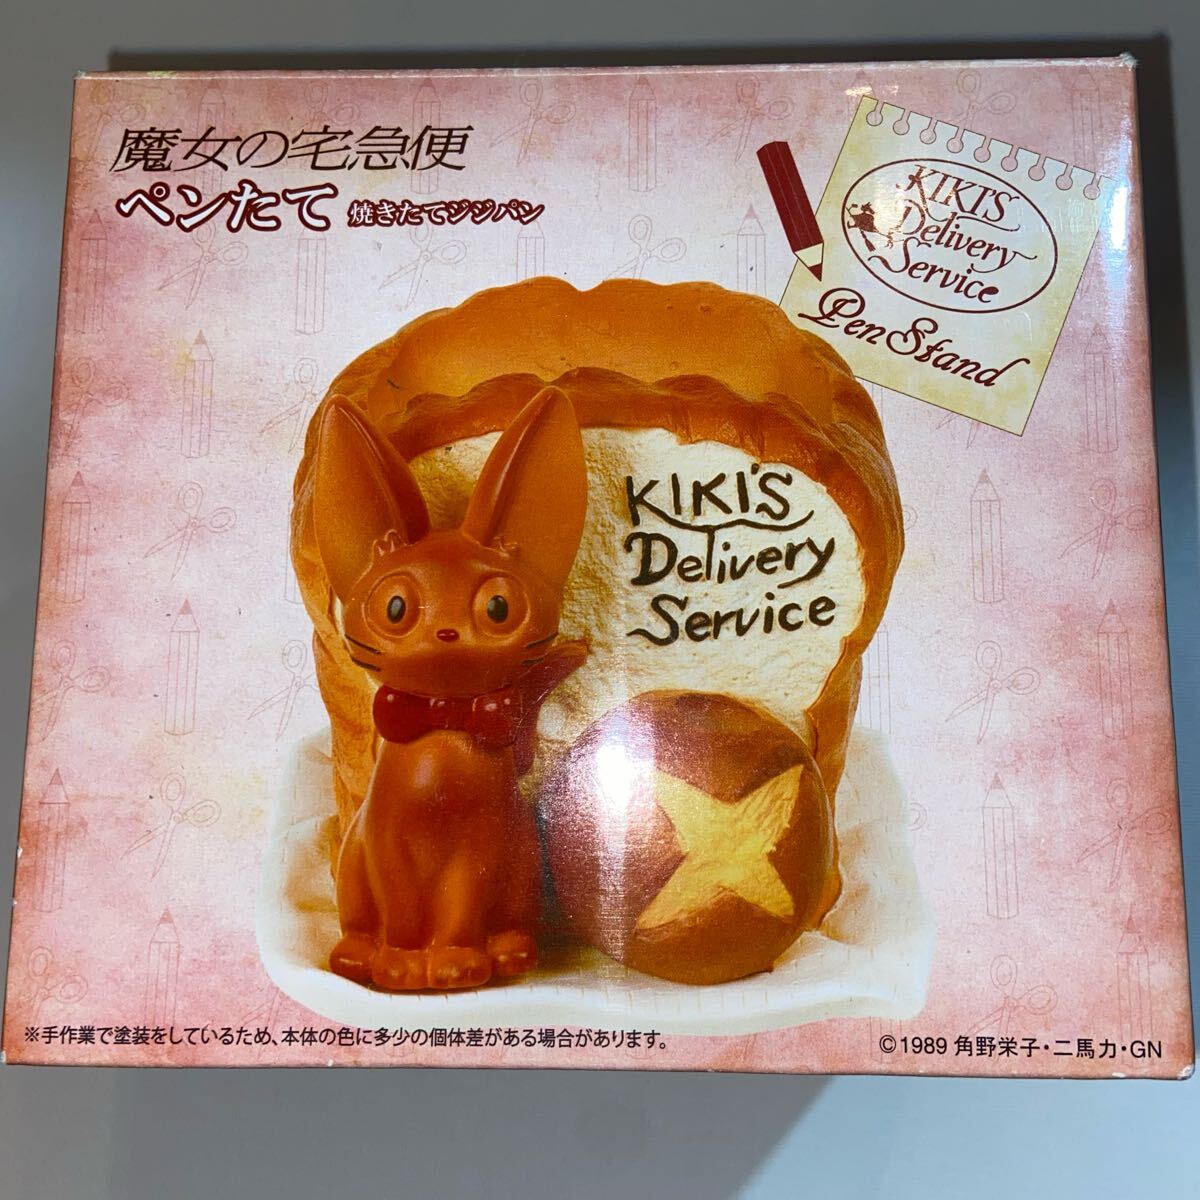 魔女の宅急便
ペンたて 焼きたてジジパン
KIKI'S
Delivery
Service
Pen Stand
KIKI'S
Delivery
Service
※手作業で塗装をしているため、本体の色に多少の個体差がある場合があります。
©1989 角野栄子・二馬力・GN